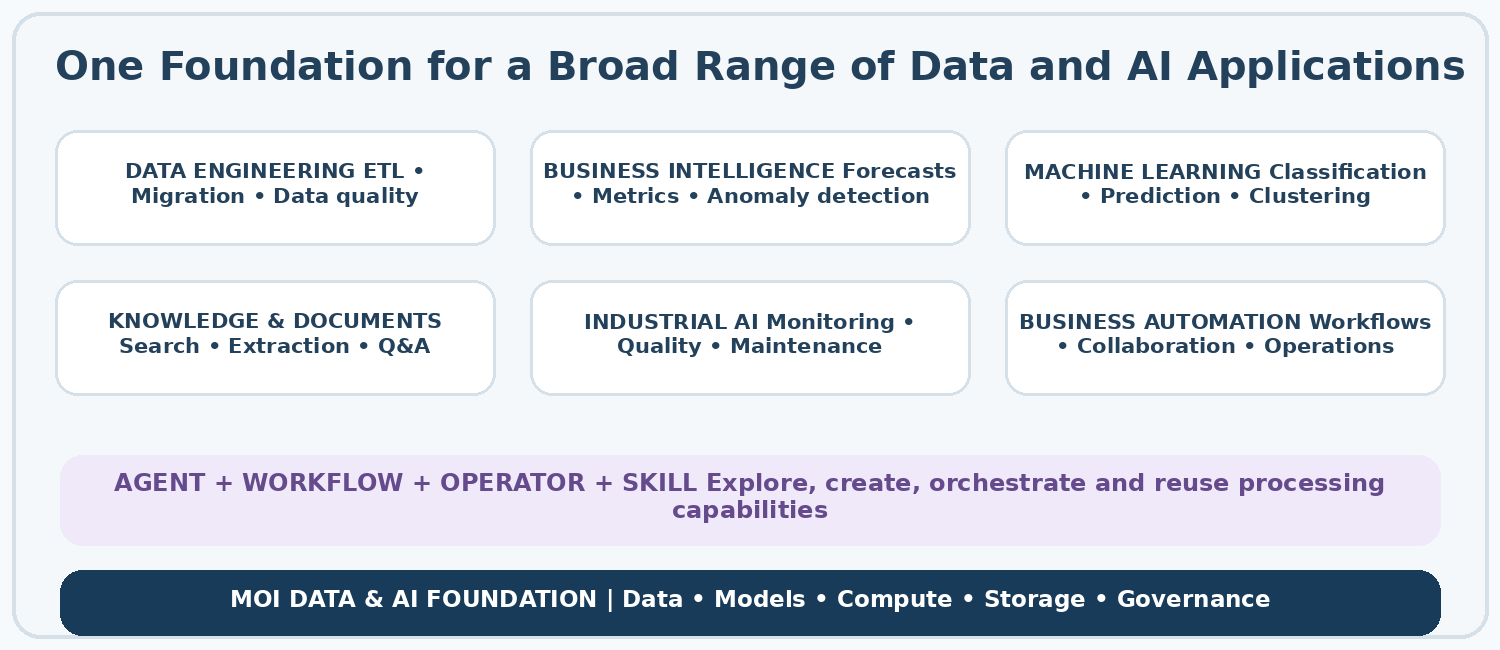 One Foundation for a Broad Range of Data and AI Applications
DATA ENGINEERING ETL •
Migration • Data quality
BUSINESS INTELLIGENCE Forecasts
• Metrics • Anomaly detection
MACHINE LEARNING Classification
• Prediction • Clustering
KNOWLEDGE & DOCUMENTS
Search • Extraction • Q&A
INDUSTRIAL AI Monitoring •
Quality • Maintenance
BUSINESS AUTOMATION Workflows
• Collaboration • Operations
AGENT + WORKFLOW + OPERATOR + SKILL Explore, create, orchestrate and reuse processing
capabilities
MOI DATA & AI FOUNDATION | Data • Models • Compute • Storage • Governance